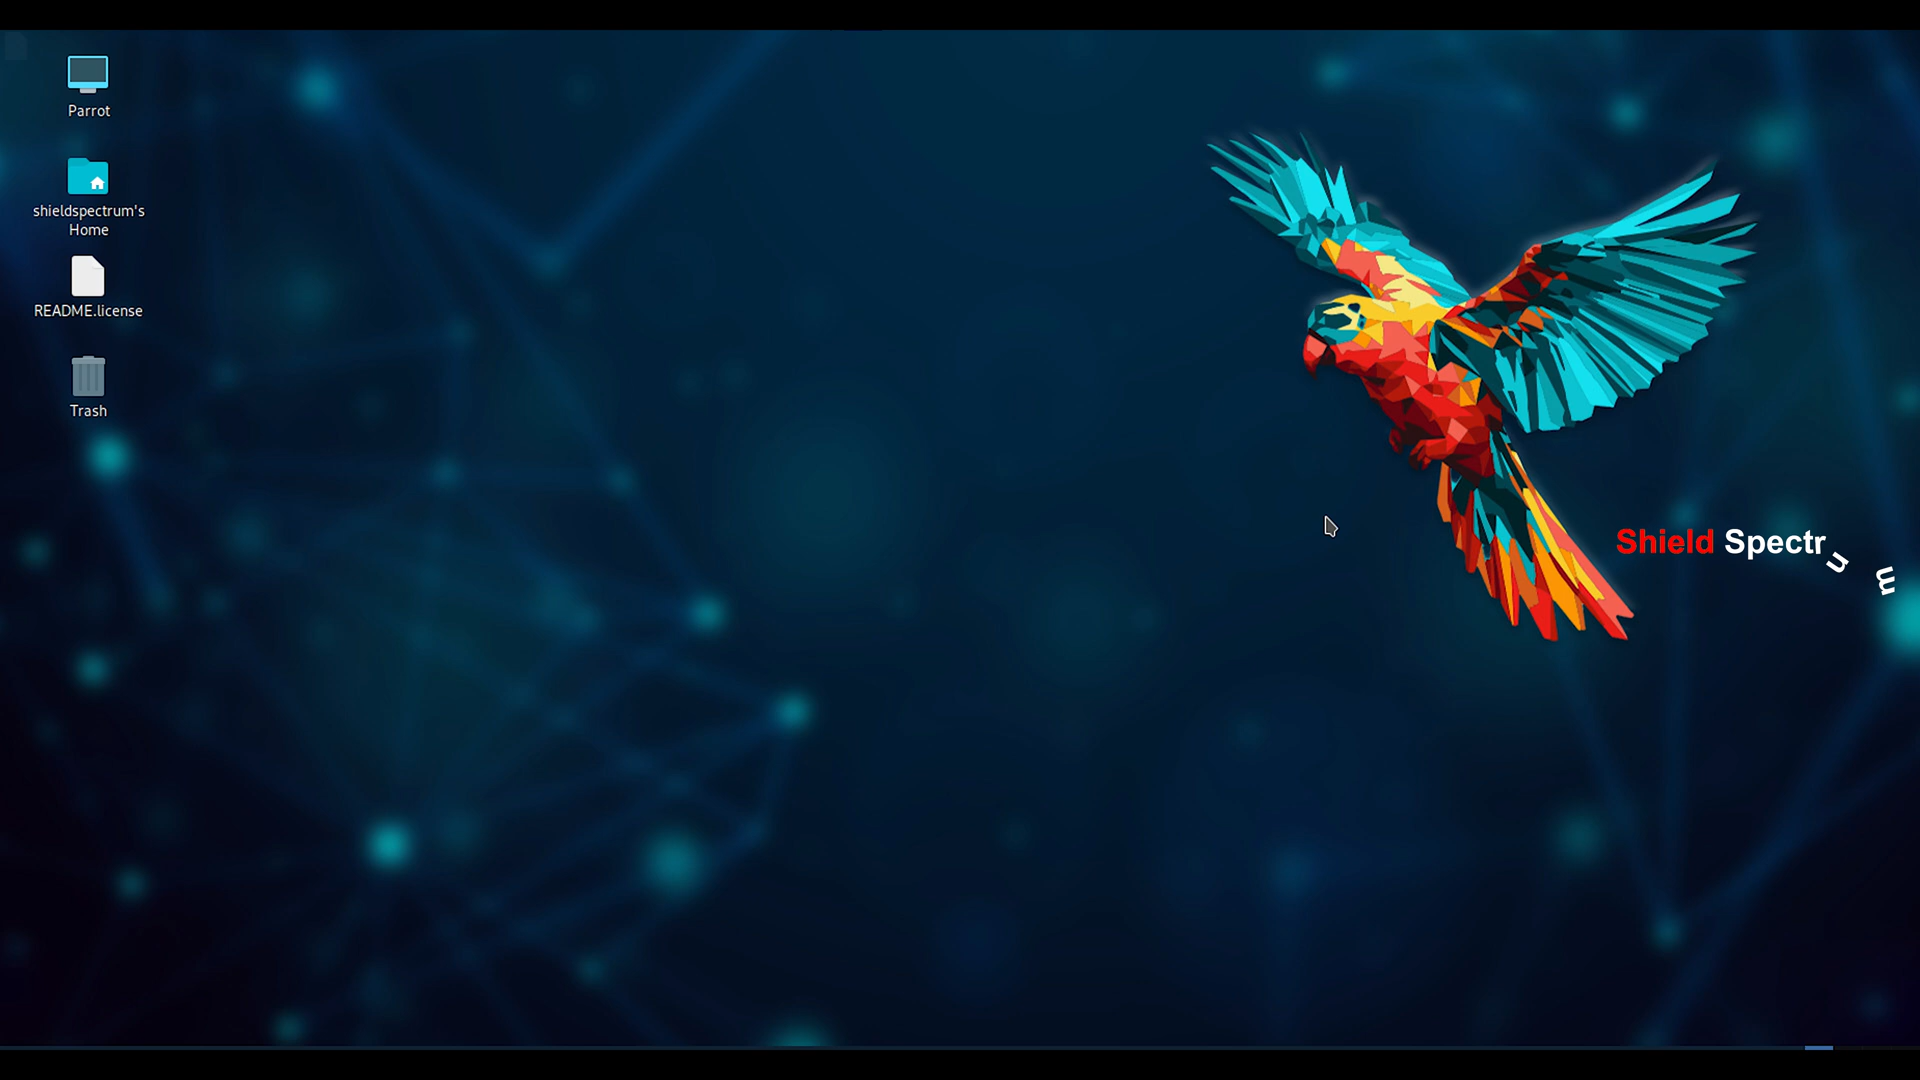 Parrot
shieldspectrum's
Home
README.license
Trash
Shield Spectrum